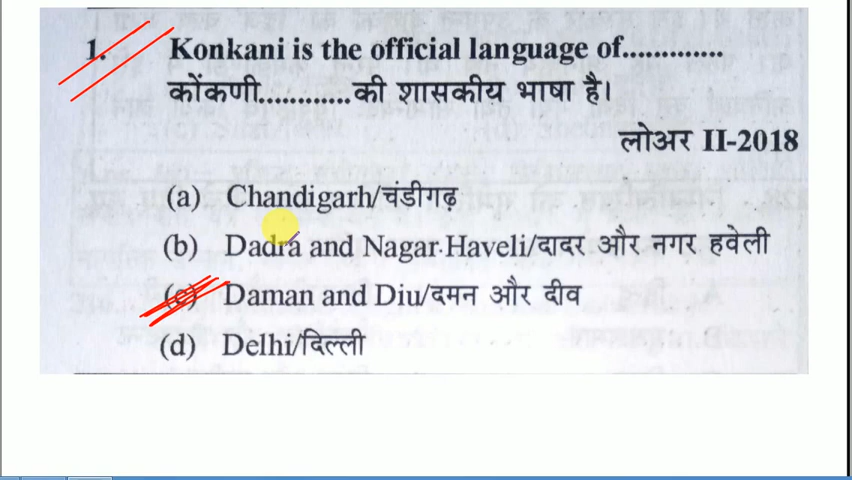 1. Konkani is the official language of.............
कोंकणी............की शासकीय भाषा है।
लोअर II-2018
(a) Chandigarh/चंडीगढ़
(b) Dadra and Nagar Haveli/दादर और नगर हवेली
(c) Daman and Diu/दमन और दीव
(d) Delhi/दिल्ली